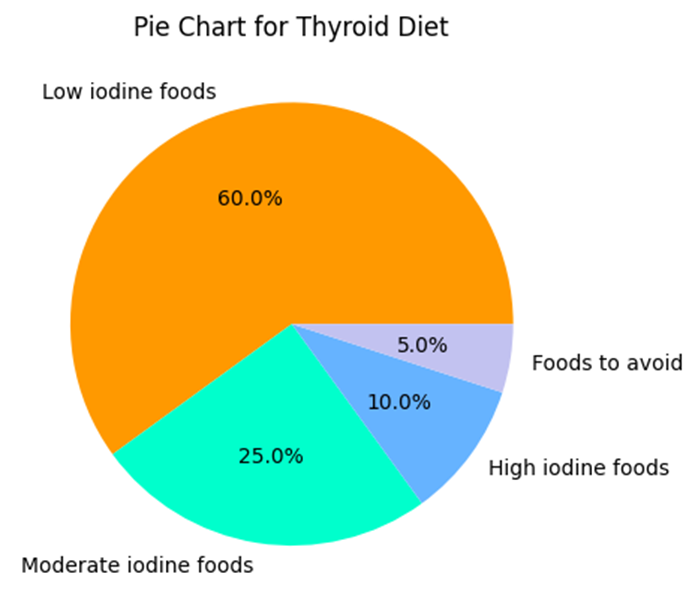 Pie Chart for Thyroid Diet
Low iodine foods
60.0%
5.0%
Foods to avoid
10.0%
25.0%
High iodine foods
Moderate iodine foods